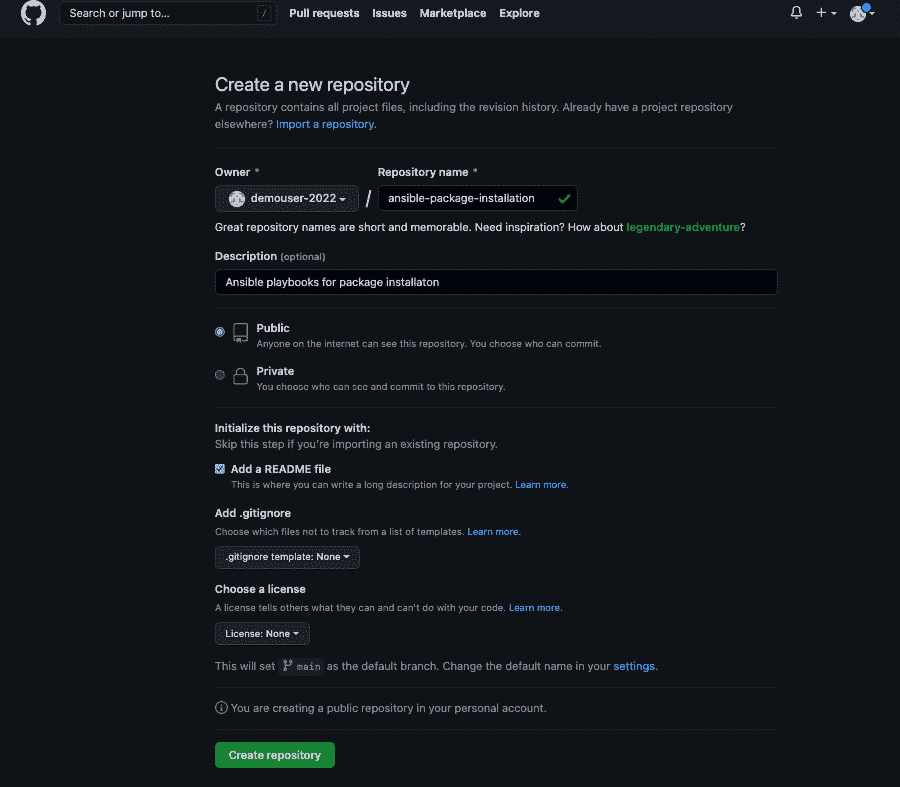 Search or jump to... /
Pull requests Issues Marketplace Explore
Create a new repository
A repository contains all project files, including the revision history. Already have a project repository
elsewhere? Import a repository.
Owner * Repository name *
demouser-2022 / ansible-package-installation
Great repository names are short and memorable. Need inspiration? How about legendary-adventure?
Description (optional)
Ansible playbooks for package installaton
Public
Anyone on the internet can see this repository. You choose who can commit.
Private
You choose who can see and commit to this repository.
Initialize this repository with:
Skip this step if you're importing an existing repository.
Add a README file
This is where you can write a long description for your project. Learn more.
Add .gitignore
Choose which files not to track from a list of templates. Learn more.
.gitignore template: None
Choose a license
A license tells others what they can and can't do with your code. Learn more.
License: None
This will set main as the default branch. Change the default name in your settings.
You are creating a public repository in your personal account.
Create repository